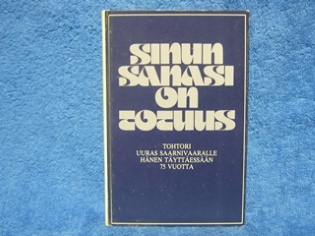 SINUN
SANASI
ON
TOTUUS
TOHTORI
UURAS SAARNIVAARALLE
HÄNEN TÄYTTÄESSÄÄN
75 VUOTTA